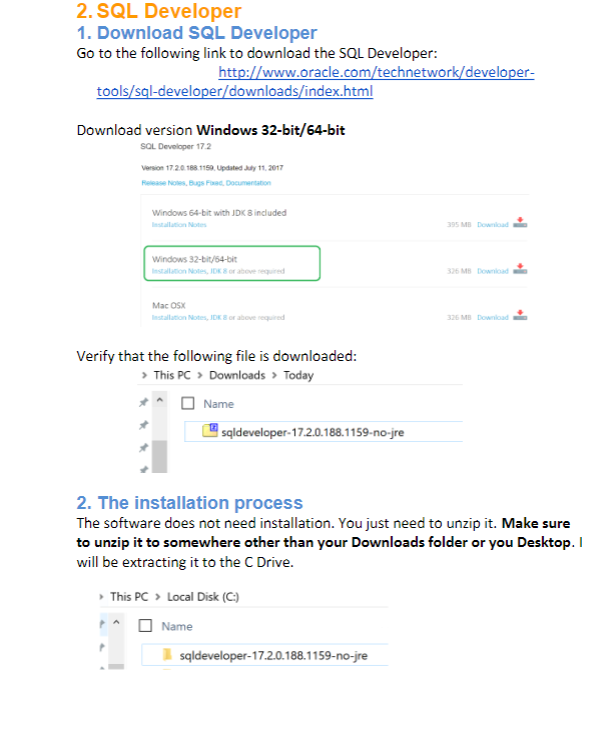 2. SQL Developer
1. Download SQL Developer
Go to the following link to download the SQL Developer:
http://www.oracle.com/technetwork/developer-
tools/sql-developer/downloads/index.html
Download version Windows 32-bit/64-bit
SQL Developer 17.2
Version 17.2.0.188.1159, Updated July 11, 2017
Release Notes, Bugs Fixed, Documentation
Windows 64-bit with JDK 8 included
Installation Notes
395 MB Download
Windows 32-bit/64-bit
Installation Notes, JDK 8 or above required
326 MB Download
Mac OSX
Installation Notes, JDK 8 or above required
326 MB Download
Verify that the following file is downloaded:
> This PC > Downloads > Today
Name
sqldeveloper-17.2.0.188.1159-no-jre
2. The installation process
The software does not need installation. You just need to unzip it. Make sure
to unzip it to somewhere other than your Downloads folder or you Desktop. I
will be extracting it to the C Drive.
> This PC > Local Disk (C:)
Name
sqldeveloper-17.2.0.188.1159-no-jre